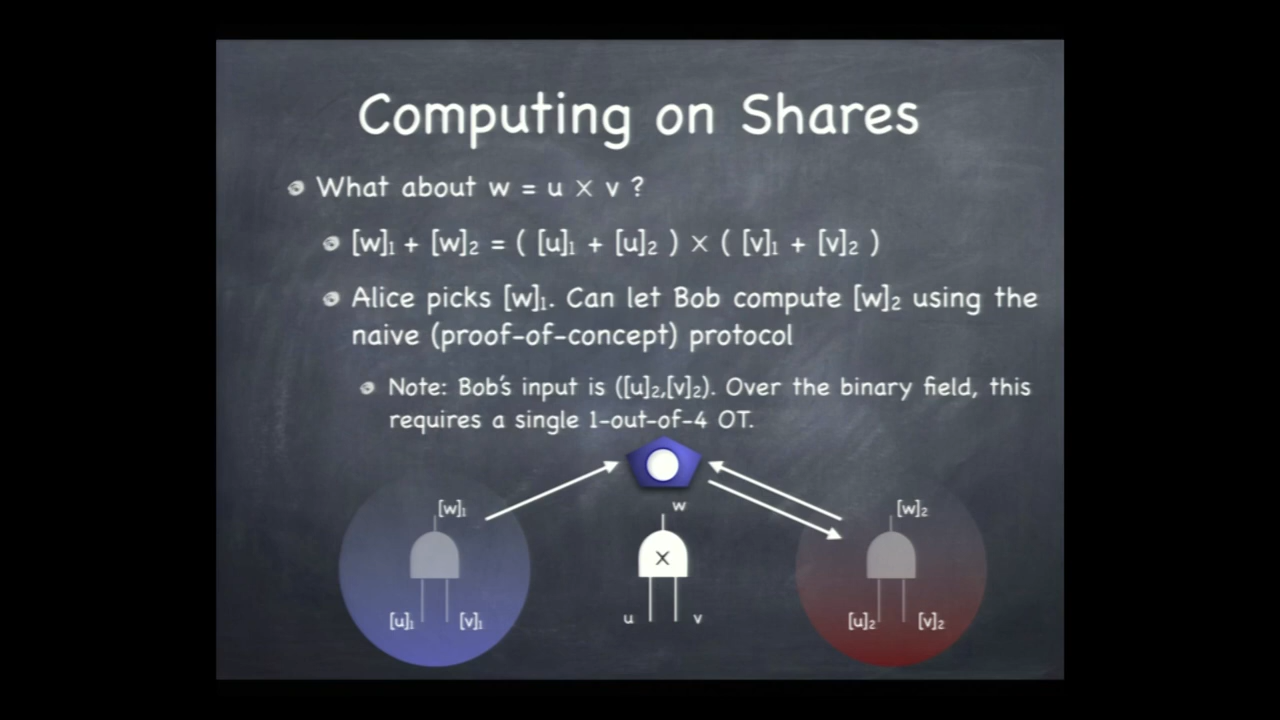 Computing on Shares
What about w = u × v ?
[w]₁ + [w]₂ = ( [u]₁ + [u]₂ ) × ( [v]₁ + [v]₂ )
Alice picks [w]₁. Can let Bob compute [w]₂ using the
naive (proof-of-concept) protocol
Note: Bob's input is ([u]₂,[v]₂). Over the binary field, this
requires a single 1-out-of-4 OT.
[w]₁ w [w]₂
×
[u]₁ [v]₁ u v [u]₂ [v]₂